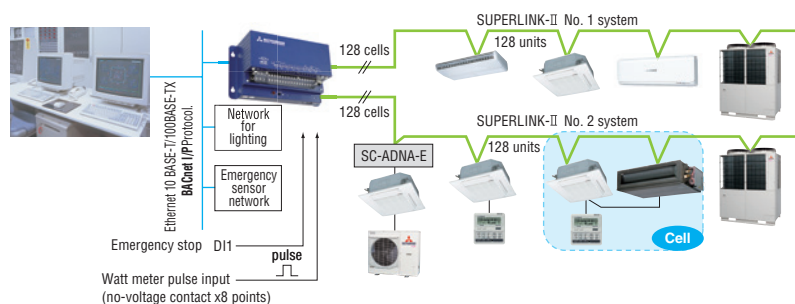 SUPERLINK-II No. 1 system
128 cells
128 units
128 cells
SUPERLINK-II No. 2 system
128 units
Ethernet 10 BASE-T/100BASE-TX
BACnet I/PProtocol.
Network
for
lighting
Emergency
sensor
network
SC-ADNA-E
Cell
Emergency stop DI1
pulse
Watt meter pulse input
(no-voltage contact x8 points)